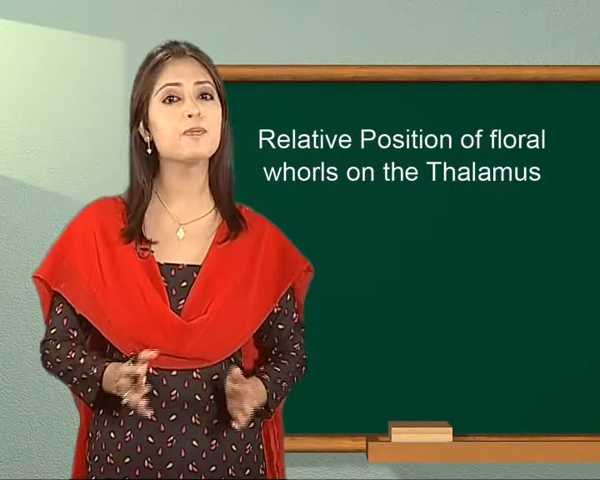 Relative Position of floral
whorls on the Thalamus